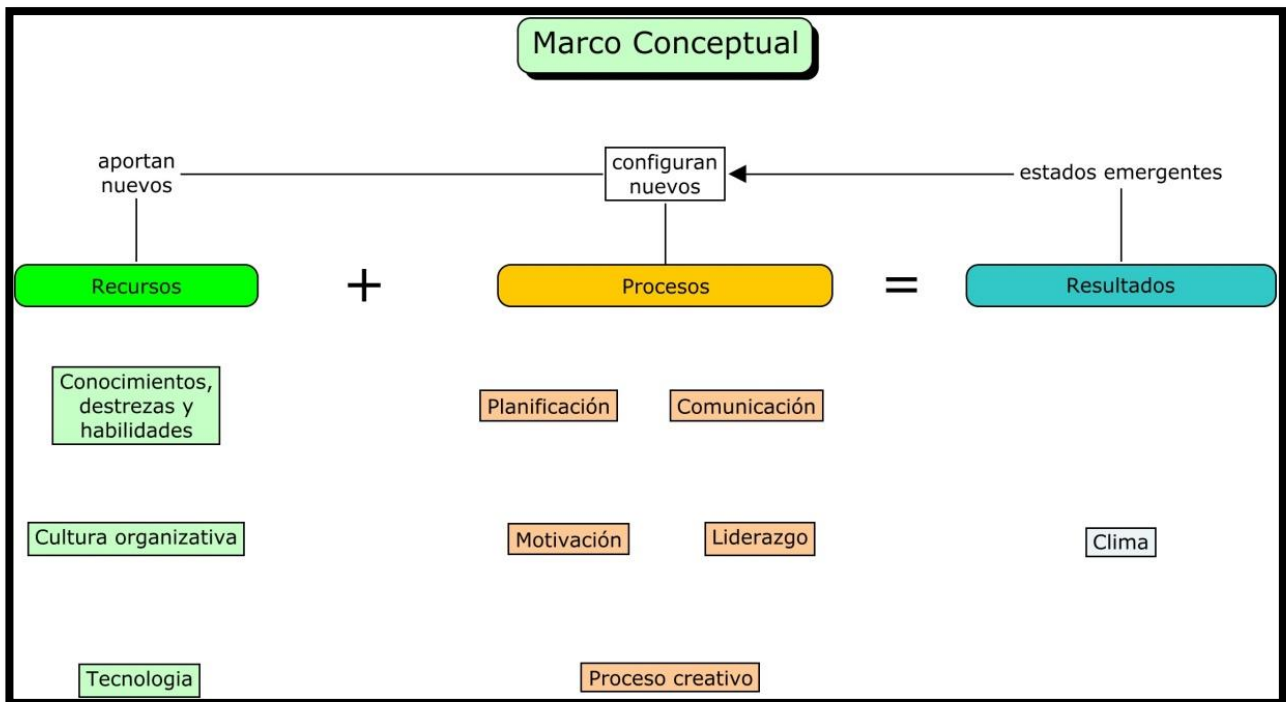 Marco Conceptual
aportan
nuevos
configuran
nuevos
estados emergentes
Recursos
+
Procesos
=
Resultados
Conocimientos,
destrezas y
habilidades
Planificación
Comunicación
Cultura organizativa
Motivación
Liderazgo
Clima
Tecnologia
Proceso creativo